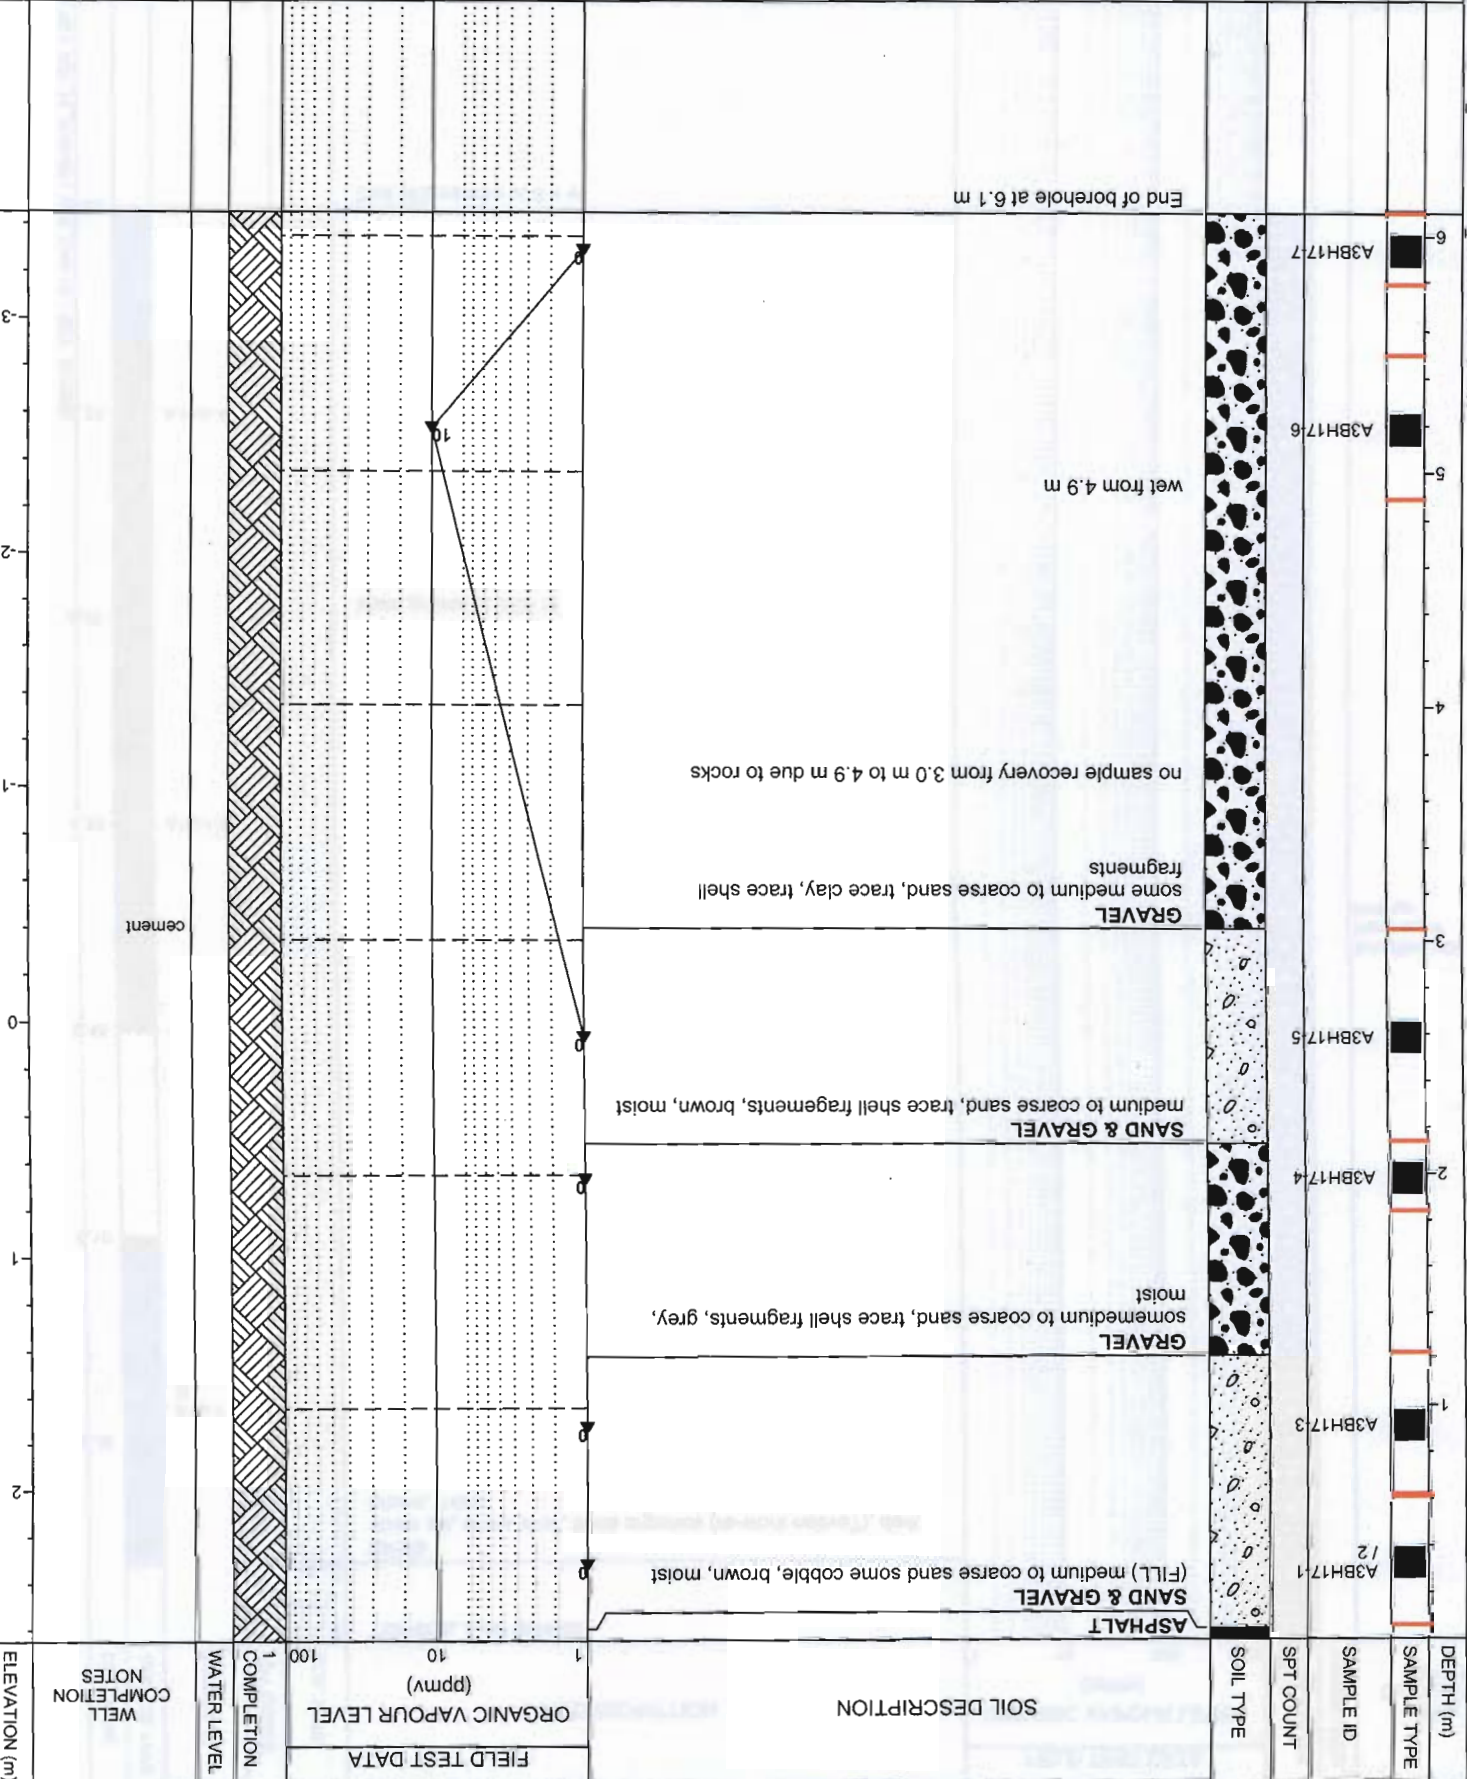 DEPTH (m)
SAMPLE TYPE
SAMPLE ID
SPT COUNT
SOIL TYPE
SOIL DESCRIPTION
FIELD TEST DATA
ORGANIC VAPOUR LEVEL
(ppmv)
1
10
100
COMPLETION
1
WATER LEVEL
WELL
COMPLETION
NOTES
ELEVATION (m)
ASPHALT
SAND & GRAVEL
(FILL) medium to coarse sand some cobble, brown, moist
A3BH17-1
/ 2
0
2
A3BH17-3
1
0
GRAVEL
somemedium to coarse sand, trace shell fragments, grey,
moist
1
A3BH17-4
2
0
SAND & GRAVEL
medium to coarse sand, trace shell fragments, brown, moist
A3BH17-5
0
0
3
GRAVEL
some medium to coarse sand, trace clay, trace shell
fragments
cement
no sample recovery from 3.0 m to 4.9 m due to rocks
-1
4
-2
wet from 4.9 m
5
A3BH17-6
10
-3
A3BH17-7
0
6
End of borehole at 6.1 m